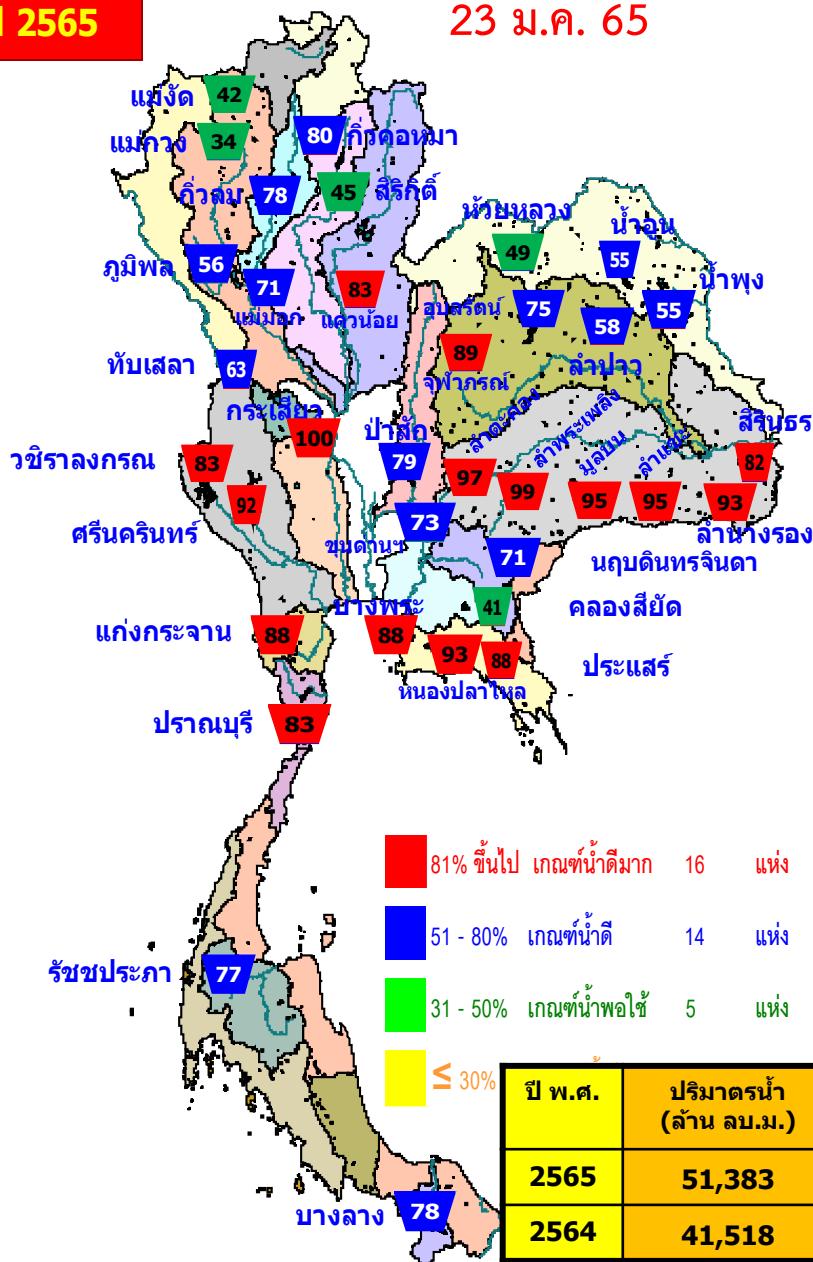 2565
23 ม.ค. 65
แม่งัด
42
แม่กวง
34
80
กิ่วคอหมา
กิ่วลม
78
45
สิริกิติ์
ห้วยหลวง
49
น้ำอูน
55
น้ำพุง
55
ภูมิพล
56
71
แม่มอก
83
แควน้อย
อุบลรัตน์
75
58
ลำปาว
89
จุฬาภรณ์
ทับเสลา
63
กระเสียว
100
ป่าสัก
79
ลำตะคอง
97
ลำพระเพลิง
99
มูลบน
95
ลำแชะ
95
สิรินธร
82
93
ลำนางรอง
วชิราลงกรณ
83
92
ศรีนครินทร์
73
ขุนด่านฯ
71
นฤบดินทรจินดา
บางพระ
88
41
คลองสียัด
แก่งกระจาน
88
93
88
ประแสร์
หนองปลาไหล
ปราณบุรี
83
81% ขึ้นไป เกณฑ์น้ำดีมาก 16 แห่ง
51 - 80% เกณฑ์น้ำดี 14 แห่ง
31 - 50% เกณฑ์น้ำพอใช้ 5 แห่ง
≤ 30%
รัชชประภา
77
ปี พ.ศ. ปริมาตรน้ำ
(ล้าน ลบ.ม.)
2565 51,383
2564 41,518
บางลาง
78